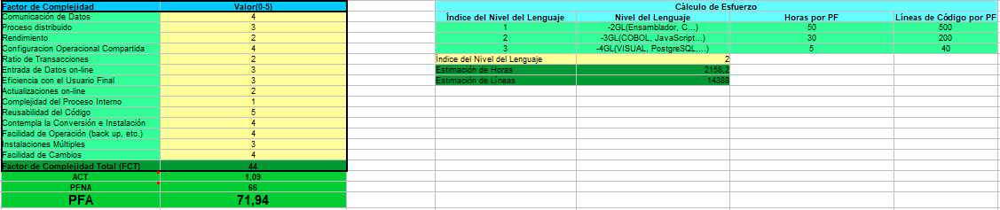 Factor de Complejidad Valor(0-5)
Comunicación de Datos 4
Proceso distribuido 3
Rendimiento 2
Configuracion Operacional Compartida 4
Ratio de Transacciones 2
Entrada de Datos on-line 3
Eficiencia con el Usuario Final 3
Actualizaciones on-line 2
Complejidad del Proceso Interno 1
Reusabilidad del Código 5
Contempla la Conversión e Instalación 4
Facilidad de Operación (back up, etc.) 4
Instalaciones Múltiples 3
Facilidad de Cambios 4
Factor de Complejidad Total (FCT) 44
ACT 1,09
PFNA 66
PFA 71,94
Cálculo de Esfuerzo
Índice del Nivel del Lenguaje Nivel del Lenguaje Horas por PF Líneas de Código por PF
1 -2GL(Ensamblador, C...) 50 500
2 -3GL(COBOL, JavaScript...) 30 200
3 -4GL(VISUAL, PostgreSQL,...) 5 40
Índice del Nivel del Lenguaje 2
Estimación de Horas 2158,2
Estimación de Líneas 14388